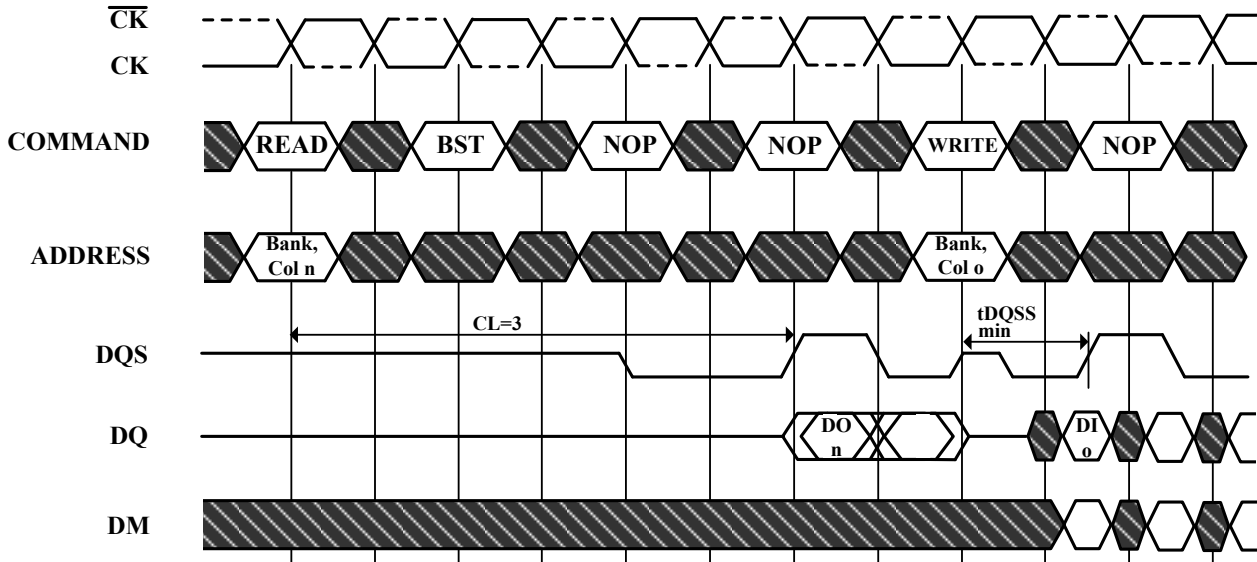 CK
CK
COMMAND
READ
BST
NOP
NOP
WRITE
NOP
ADDRESS
Bank,
Col n
Bank,
Col o
CL=3
tDQSS
min
DQS
DQ
DO
n
DI
o
DM